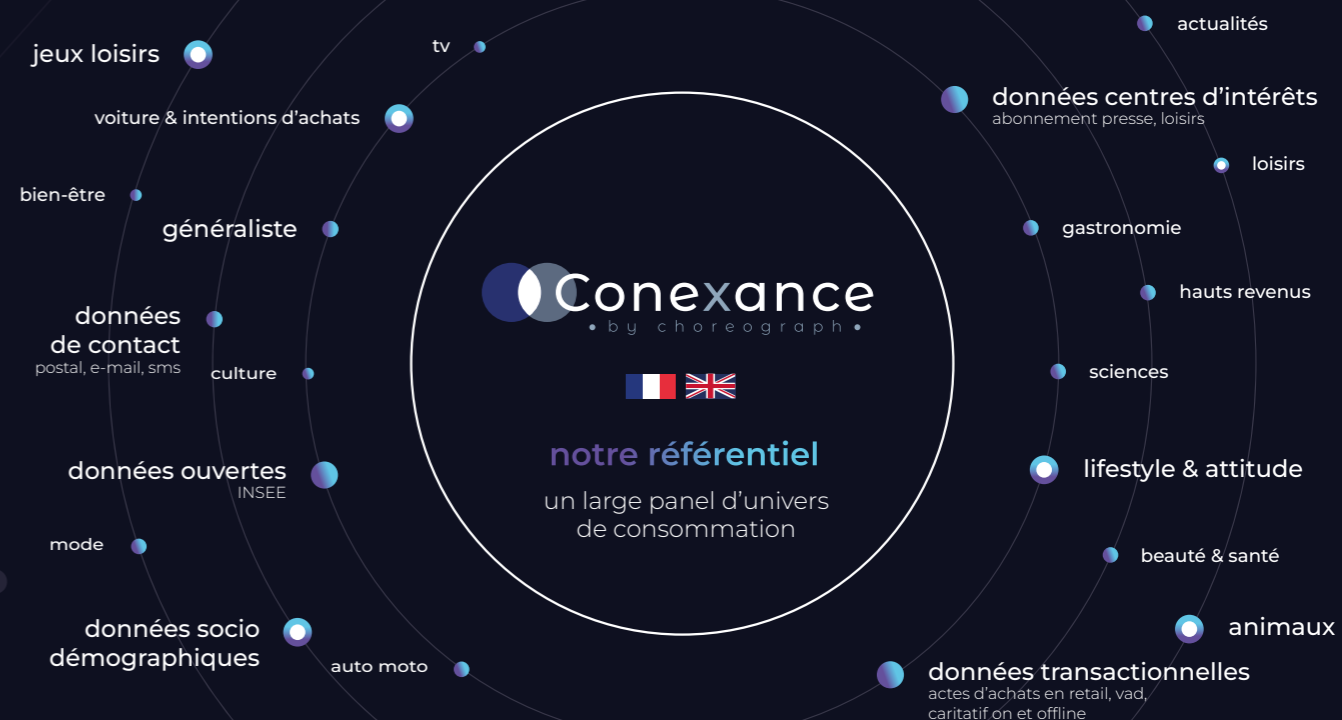 jeux loisirs
voiture & intentions d'achats
bien-être
généraliste
données
de contact
postal, e-mail, sms
culture
données ouvertes
INSEE
mode
données socio
démographiques
auto moto
tv
Conexance
• by choreograph •
notre référentiel
un large panel d'univers
de consommation
actualités
données centres d'intérêts
abonnement presse, loisirs
loisirs
gastronomie
hauts revenus
sciences
lifestyle & attitude
beauté & santé
animaux
données transactionnelles
actes d'achats en retail, vad,
caritatif on et offline